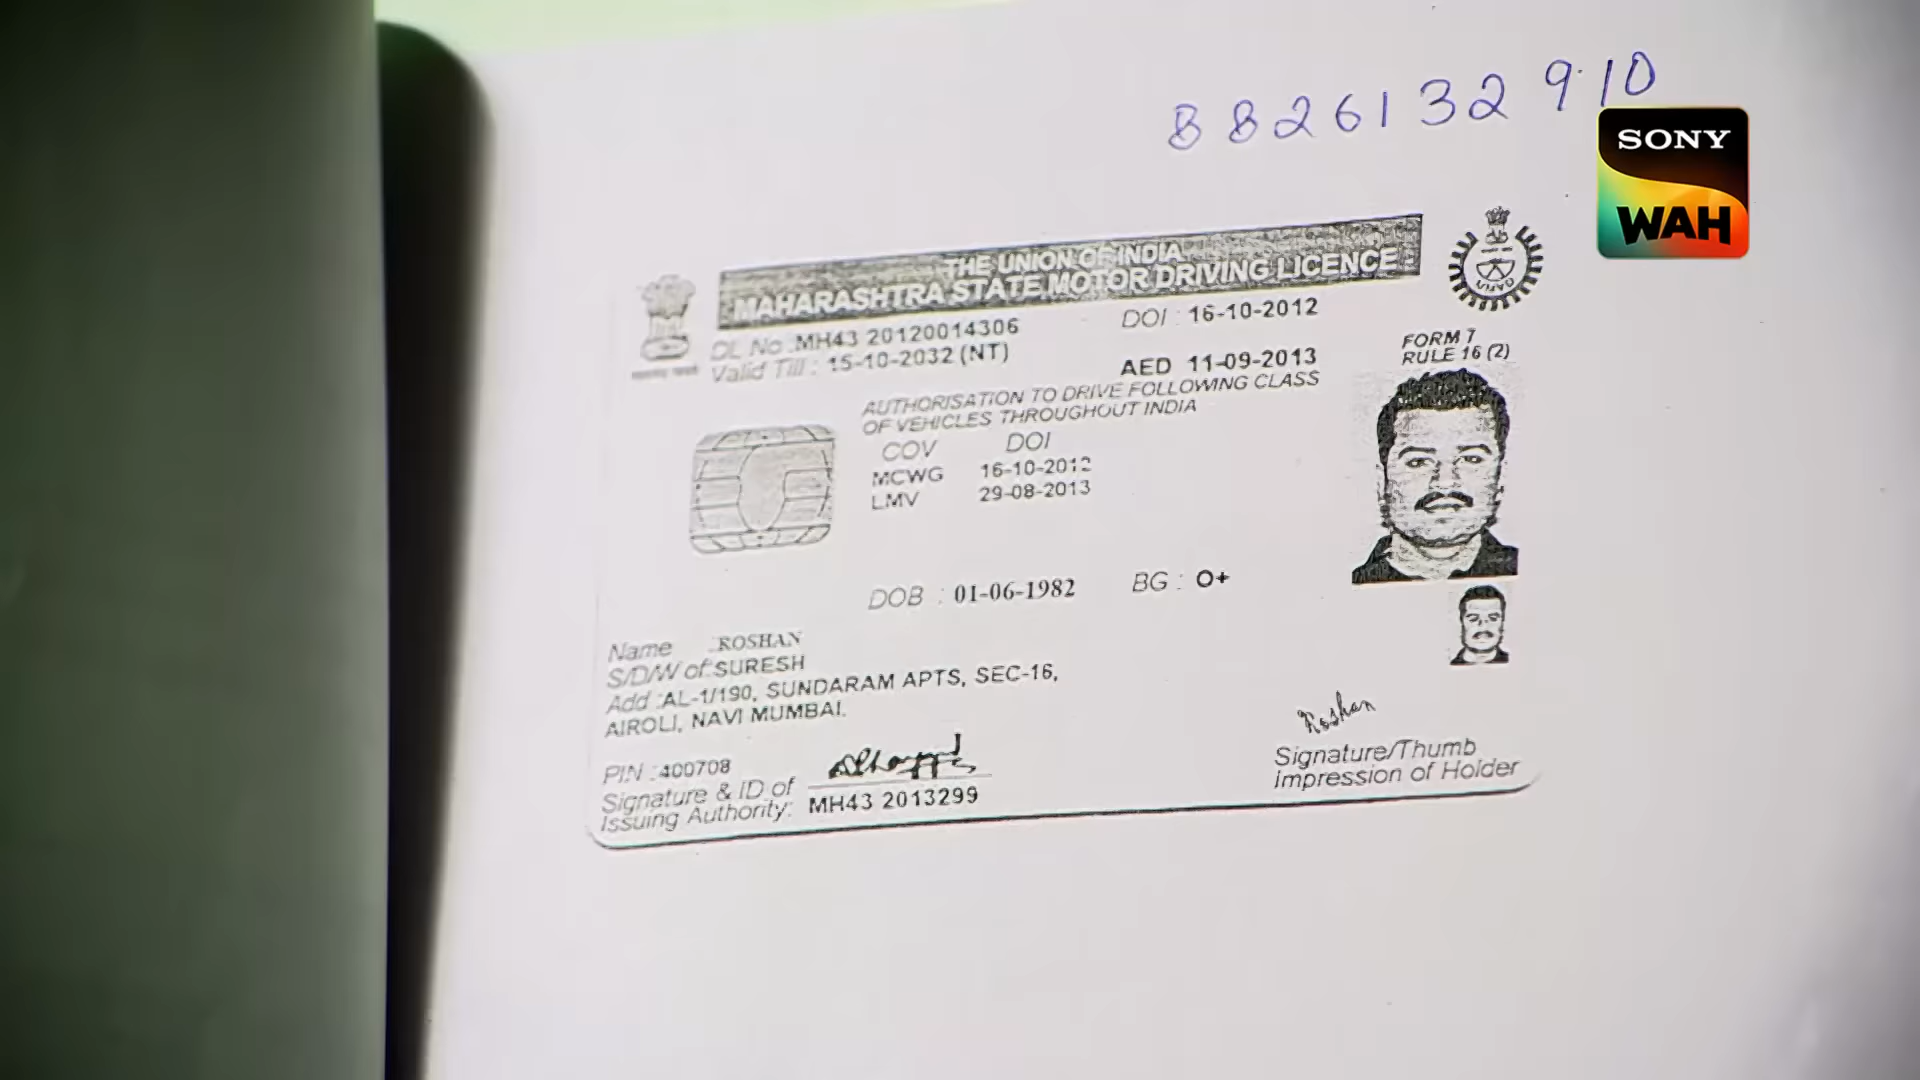 8826132910
SONY
WAH
THE UNION OF INDIA
MAHARASHTRA STATE MOTOR DRIVING LICENCE
DL No : MH43 20120014306 DOI : 16-10-2012
Valid Till : 15-10-2032 (NT) AED 11-09-2013
FORM 7
RULE 16 (2)
AUTHORISATION TO DRIVE FOLLOWING CLASS
OF VEHICLES THROUGHOUT INDIA
COV DOI
MCWG 16-10-2012
LMV 29-08-2013
DOB : 01-06-1982 BG : O+
Name : ROSHAN
S/D/W of : SURESH
Add : AL-1/190, SUNDARAM APTS, SEC-16,
AIROLI, NAVI MUMBAI.
PIN : 400708
Signature & ID of
Issuing Authority: MH43 2013299
Roshan
Signature/Thumb
Impression of Holder